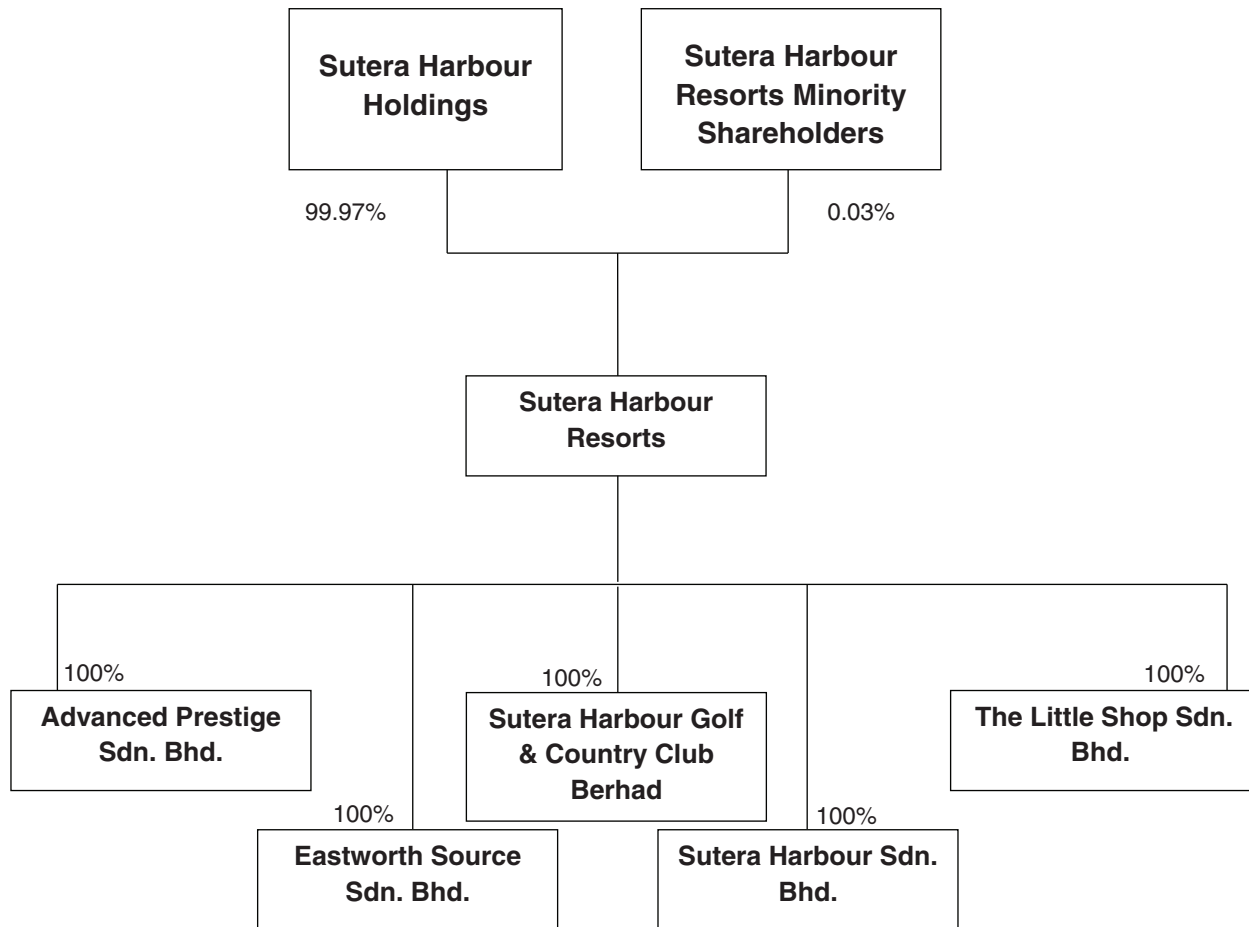 Sutera Harbour
Holdings
Sutera Harbour
Resorts Minority
Shareholders
99.97%
0.03%
Sutera Harbour
Resorts
100%
Advanced Prestige
Sdn. Bhd.
100%
Eastworth Source
Sdn. Bhd.
100%
Sutera Harbour Golf
& Country Club
Berhad
100%
Sutera Harbour Sdn.
Bhd.
100%
The Little Shop Sdn.
Bhd.